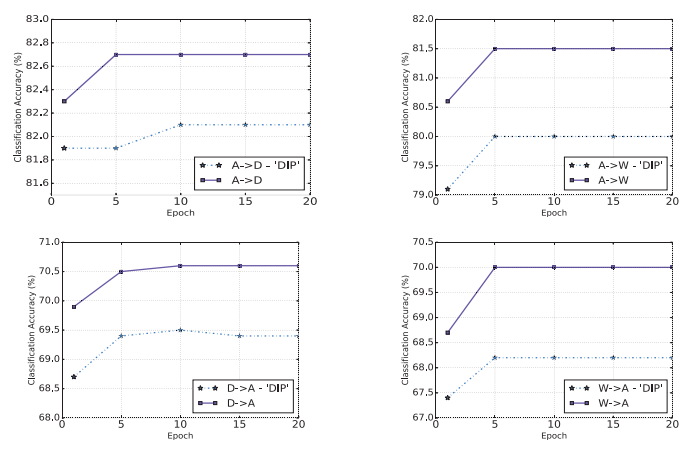 83.0
82.8
82.6
82.4
82.2
82.0
81.8
81.6
Classification Accuracy (%)
0 5 10 15 20
Epoch
A->D - 'DIP'
A->D
82.0
81.5
81.0
80.5
80.0
79.5
79.0
Classification Accuracy (%)
0 5 10 15 20
Epoch
A->W - 'DIP'
A->W
71.0
70.5
70.0
69.5
69.0
68.5
68.0
Classification Accuracy (%)
0 5 10 15 20
Epoch
D->A - 'DIP'
D->A
70.5
70.0
69.5
69.0
68.5
68.0
67.5
67.0
Classification Accuracy (%)
0 5 10 15 20
Epoch
W->A - 'DIP'
W->A